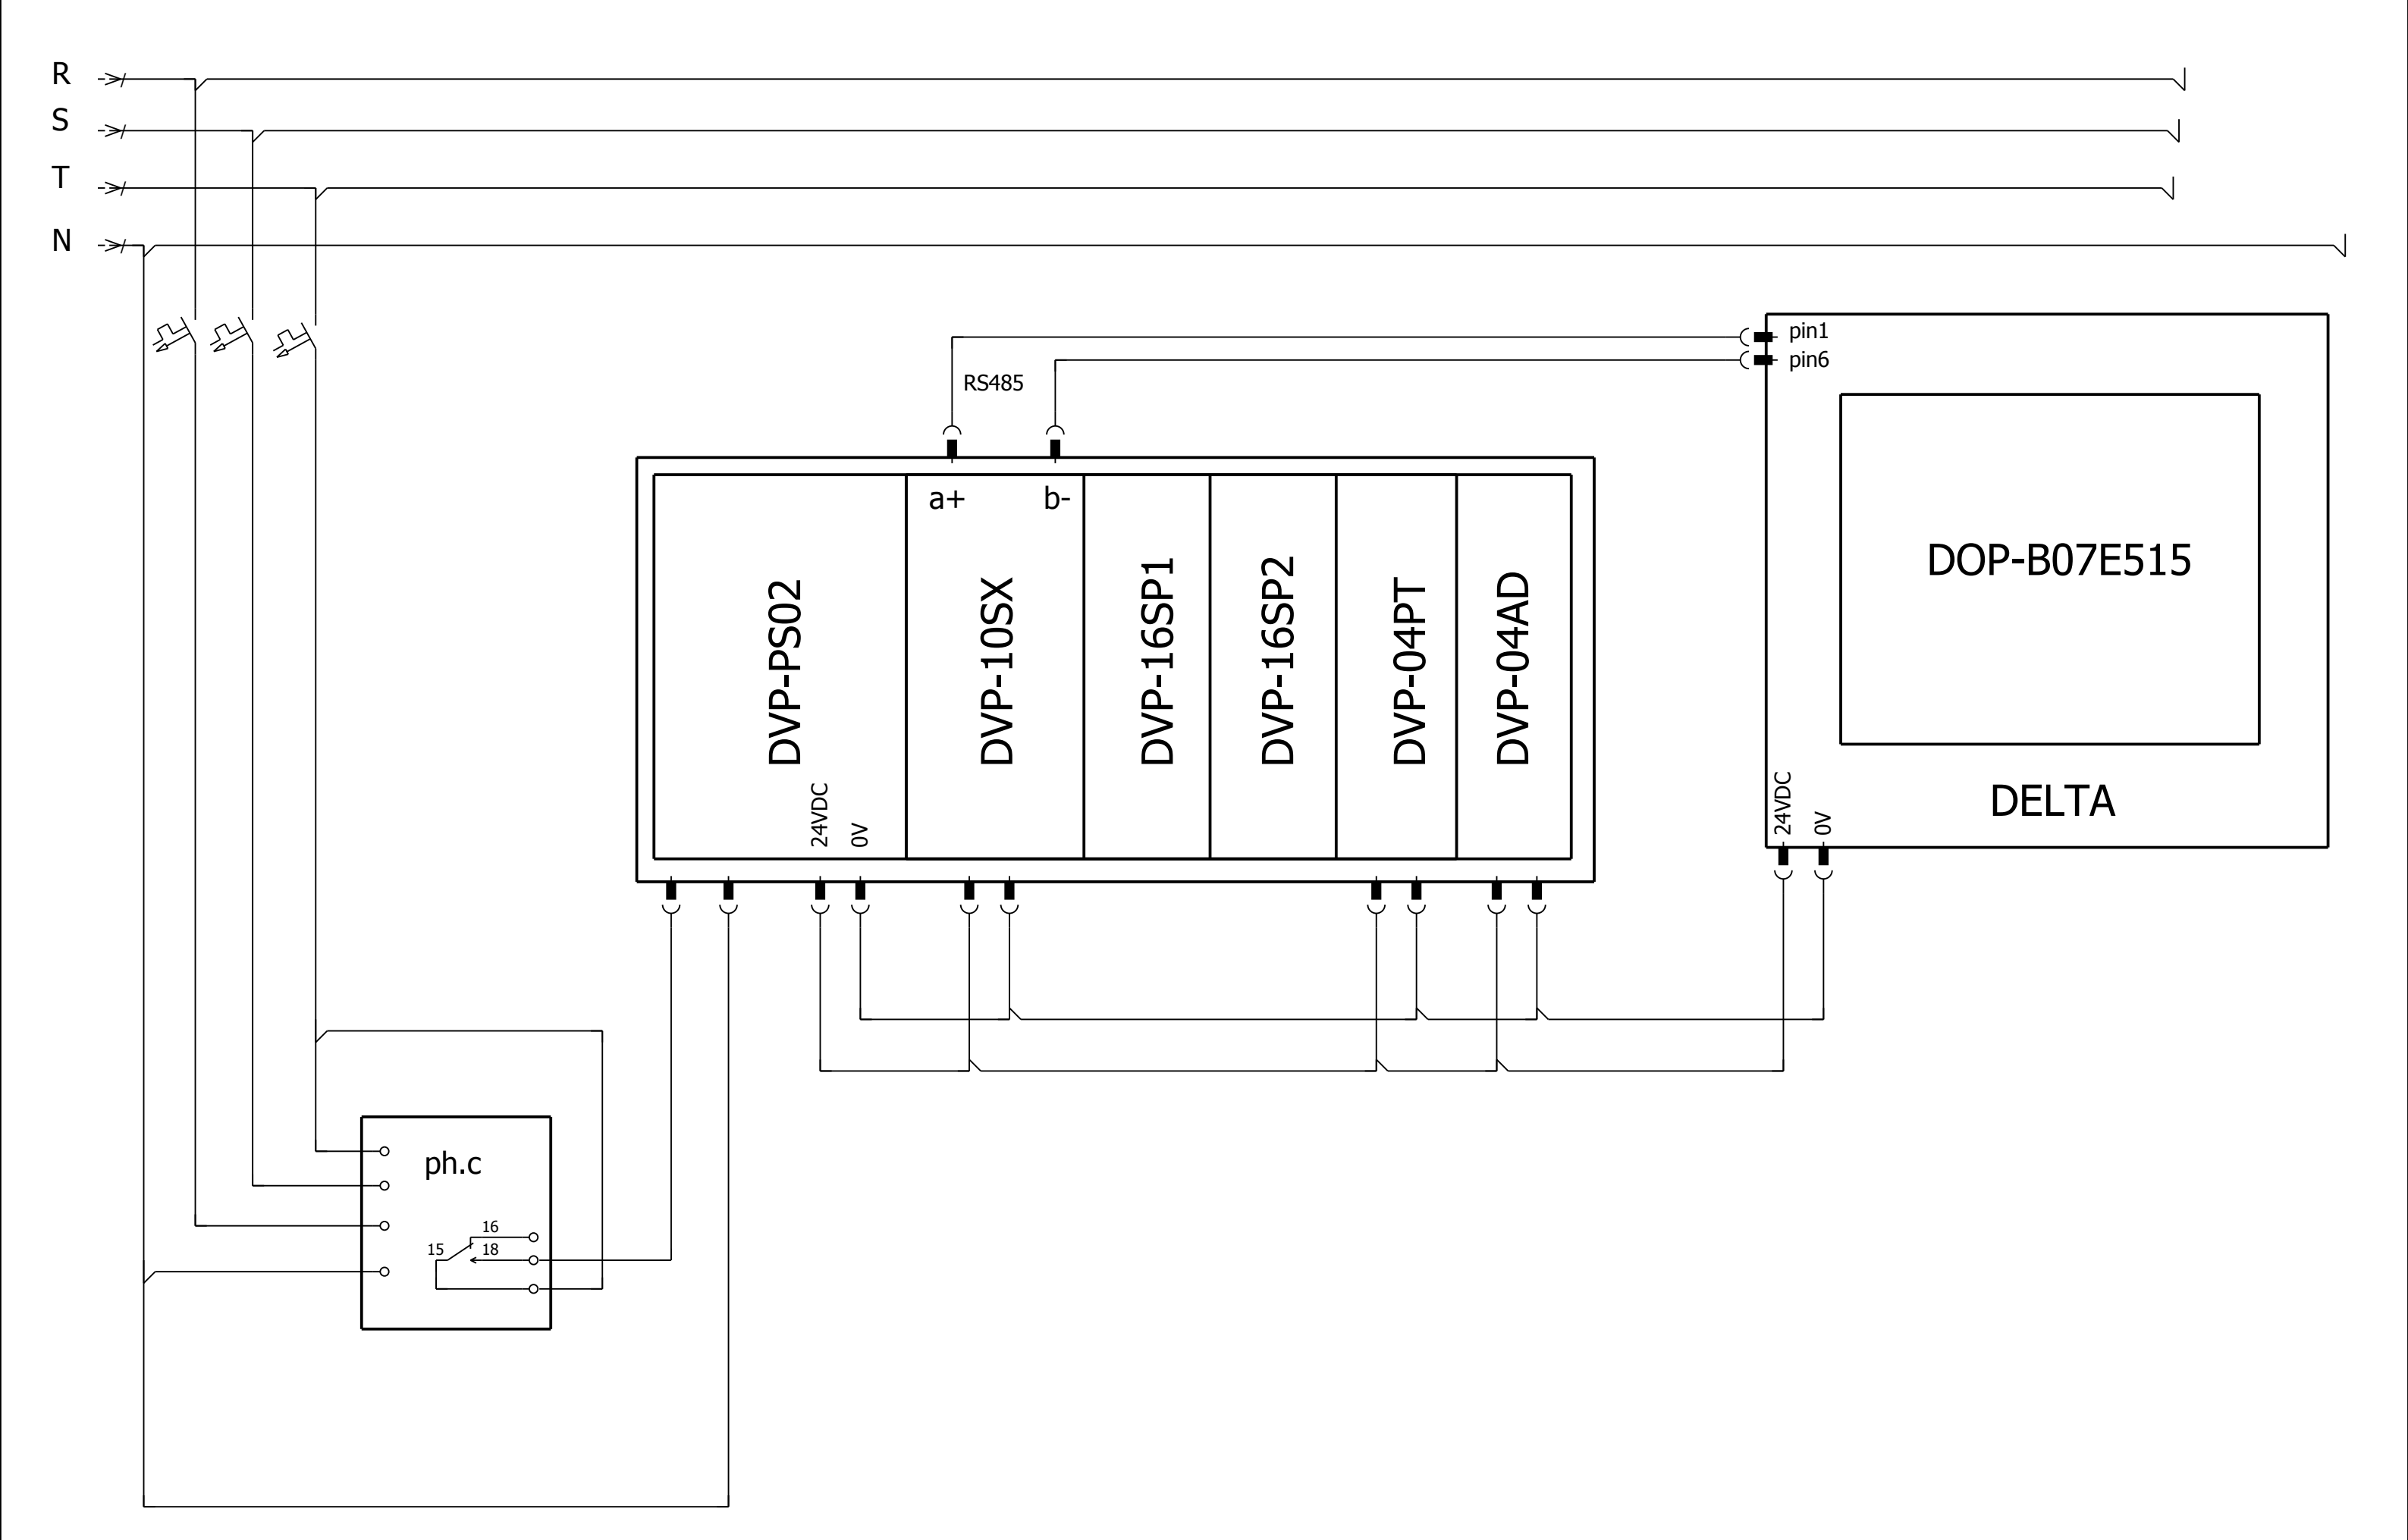 R
S
T
N
pin1
pin6
RS485
a+
b-
DVP-PS02
DVP-10SX
DVP-16SP1
DVP-16SP2
DVP-04PT
DVP-04AD
DOP-B07E515
24VDC
0V
24VDC
0V
DELTA
ph.c
16
15
18